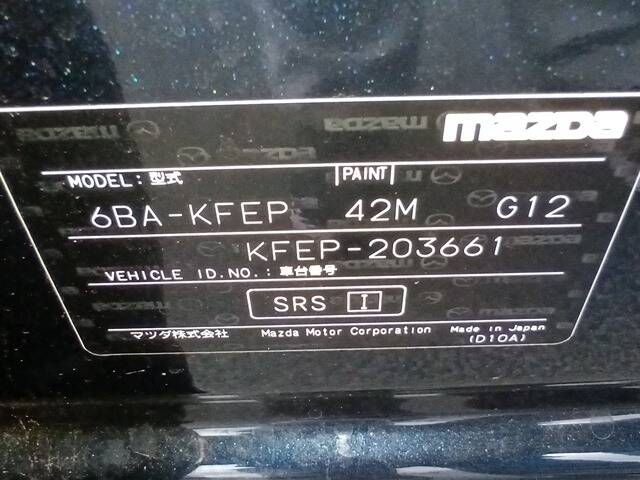 mazda
MODEL: 型式 PAINT
6BA-KFEP 42M G12
KFEP-203661
VEHICLE ID.NO.: 車台番号
SRS I
マツダ株式会社 Mazda Motor Corporation Made in Japan
(D10A)